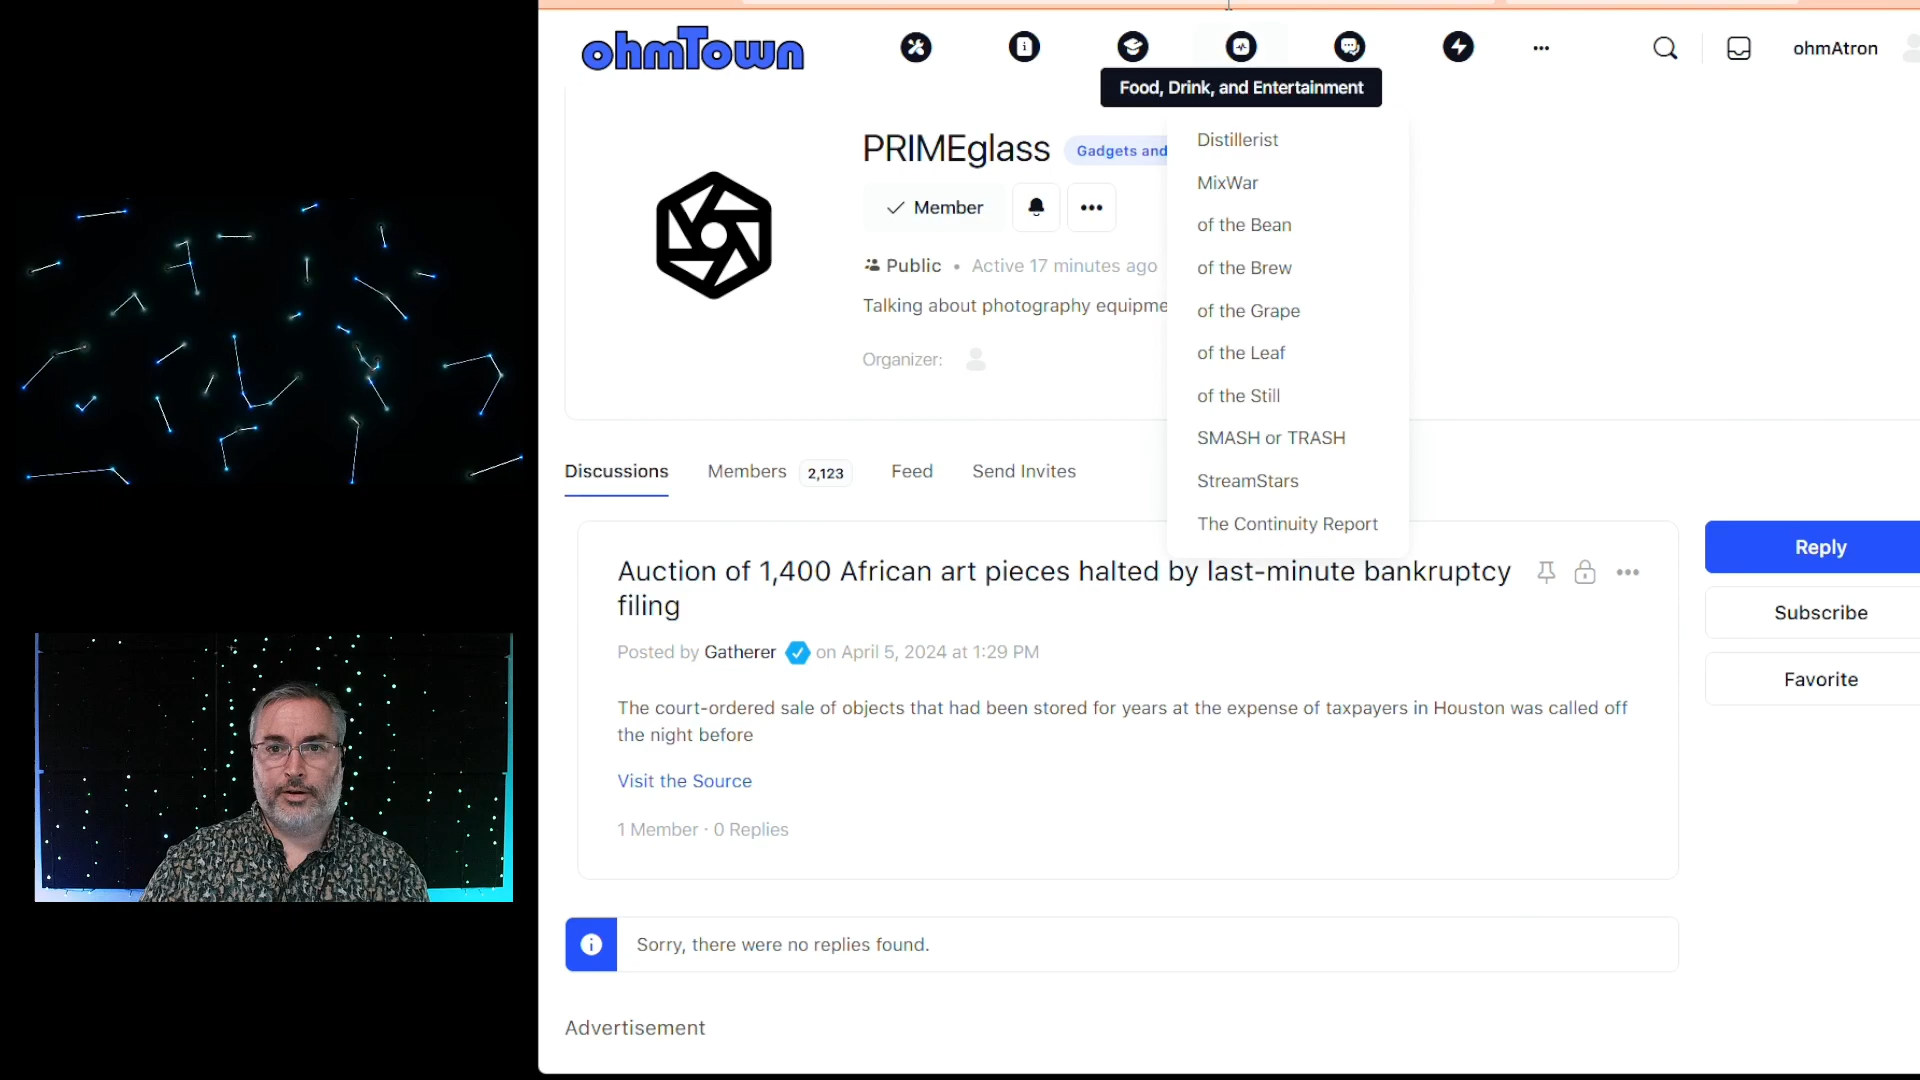 ohmTown
ohmAtron
Food, Drink, and Entertainment
PRIMEglass
Gadgets and
Member
Public • Active 17 minutes ago
Talking about photography equipme
Organizer:
Distillerist
MixWar
of the Bean
of the Brew
of the Grape
of the Leaf
of the Still
SMASH or TRASH
StreamStars
The Continuity Report
Discussions
Members 2,123
Feed
Send Invites
Auction of 1,400 African art pieces halted by last-minute bankruptcy
filing
Posted by Gatherer on April 5, 2024 at 1:29 PM
The court-ordered sale of objects that had been stored for years at the expense of taxpayers in Houston was called off
the night before
Visit the Source
1 Member · 0 Replies
Reply
Subscribe
Favorite
Sorry, there were no replies found.
Advertisement